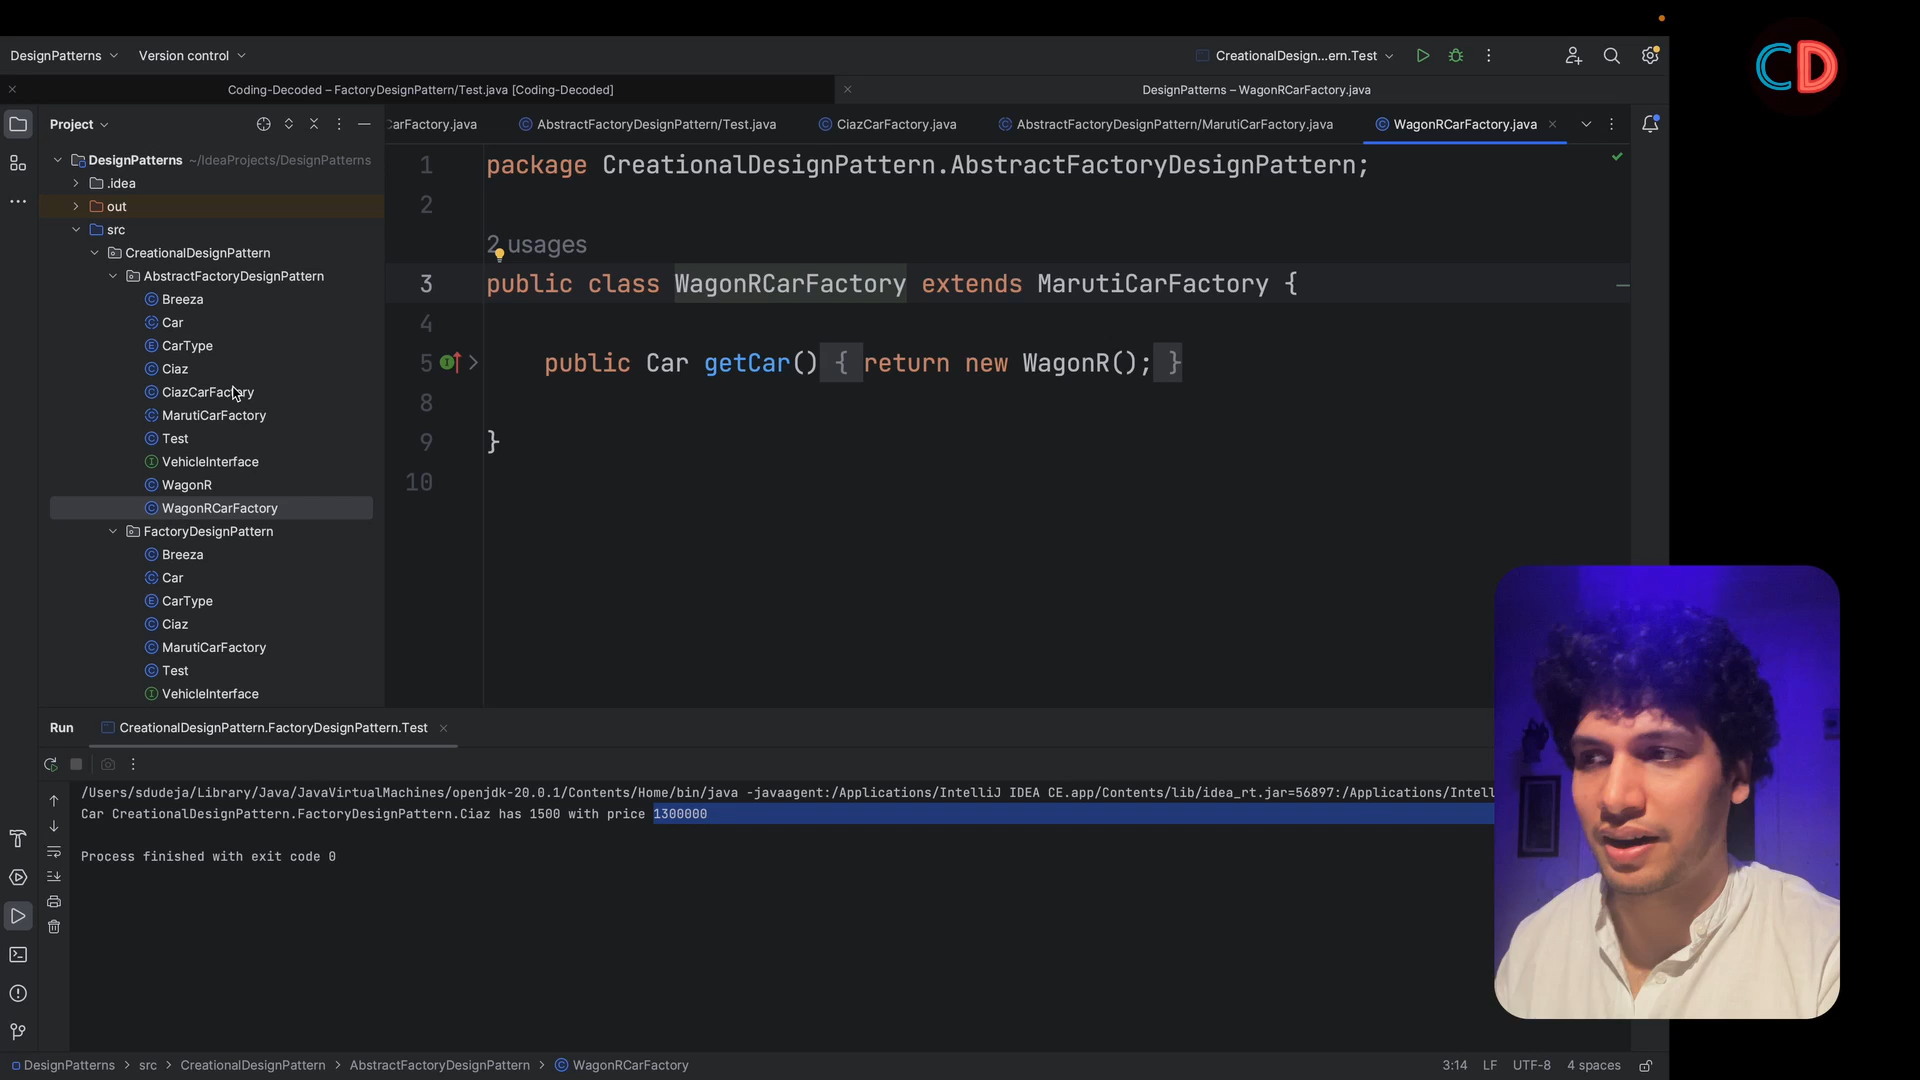 DesignPatterns
Version control
CreationalDesign...ern.Test
CD
Coding-Decoded – FactoryDesignPattern/Test.java [Coding-Decoded]
DesignPatterns – WagonRCarFactory.java
Project
arFactory.java
AbstractFactoryDesignPattern/Test.java
CiazCarFactory.java
AbstractFactoryDesignPattern/MarutiCarFactory.java
WagonRCarFactory.java
DesignPatterns ~/IdeaProjects/DesignPatterns
.idea
out
src
CreationalDesignPattern
AbstractFactoryDesignPattern
Breeza
Car
CarType
Ciaz
CiazCarFactory
MarutiCarFactory
Test
VehicleInterface
WagonR
WagonRCarFactory
FactoryDesignPattern
Breeza
Car
CarType
Ciaz
MarutiCarFactory
Test
VehicleInterface
1 package CreationalDesignPattern.AbstractFactoryDesignPattern;
2
2 usages
3 public class WagonRCarFactory extends MarutiCarFactory {
4
5 public Car getCar() { return new WagonR(); }
8
9 }
10
Run CreationalDesignPattern.FactoryDesignPattern.Test
/Users/sdudeja/Library/Java/JavaVirtualMachines/openjdk-20.0.1/Contents/Home/bin/java -javaagent:/Applications/IntelliJ IDEA CE.app/Contents/lib/idea_rt.jar=56897:/Applications/Intell
Car CreationalDesignPattern.FactoryDesignPattern.Ciaz has 1500 with price 1300000
Process finished with exit code 0
DesignPatterns > src > CreationalDesignPattern > AbstractFactoryDesignPattern > WagonRCarFactory
3:14 LF UTF-8 4 spaces